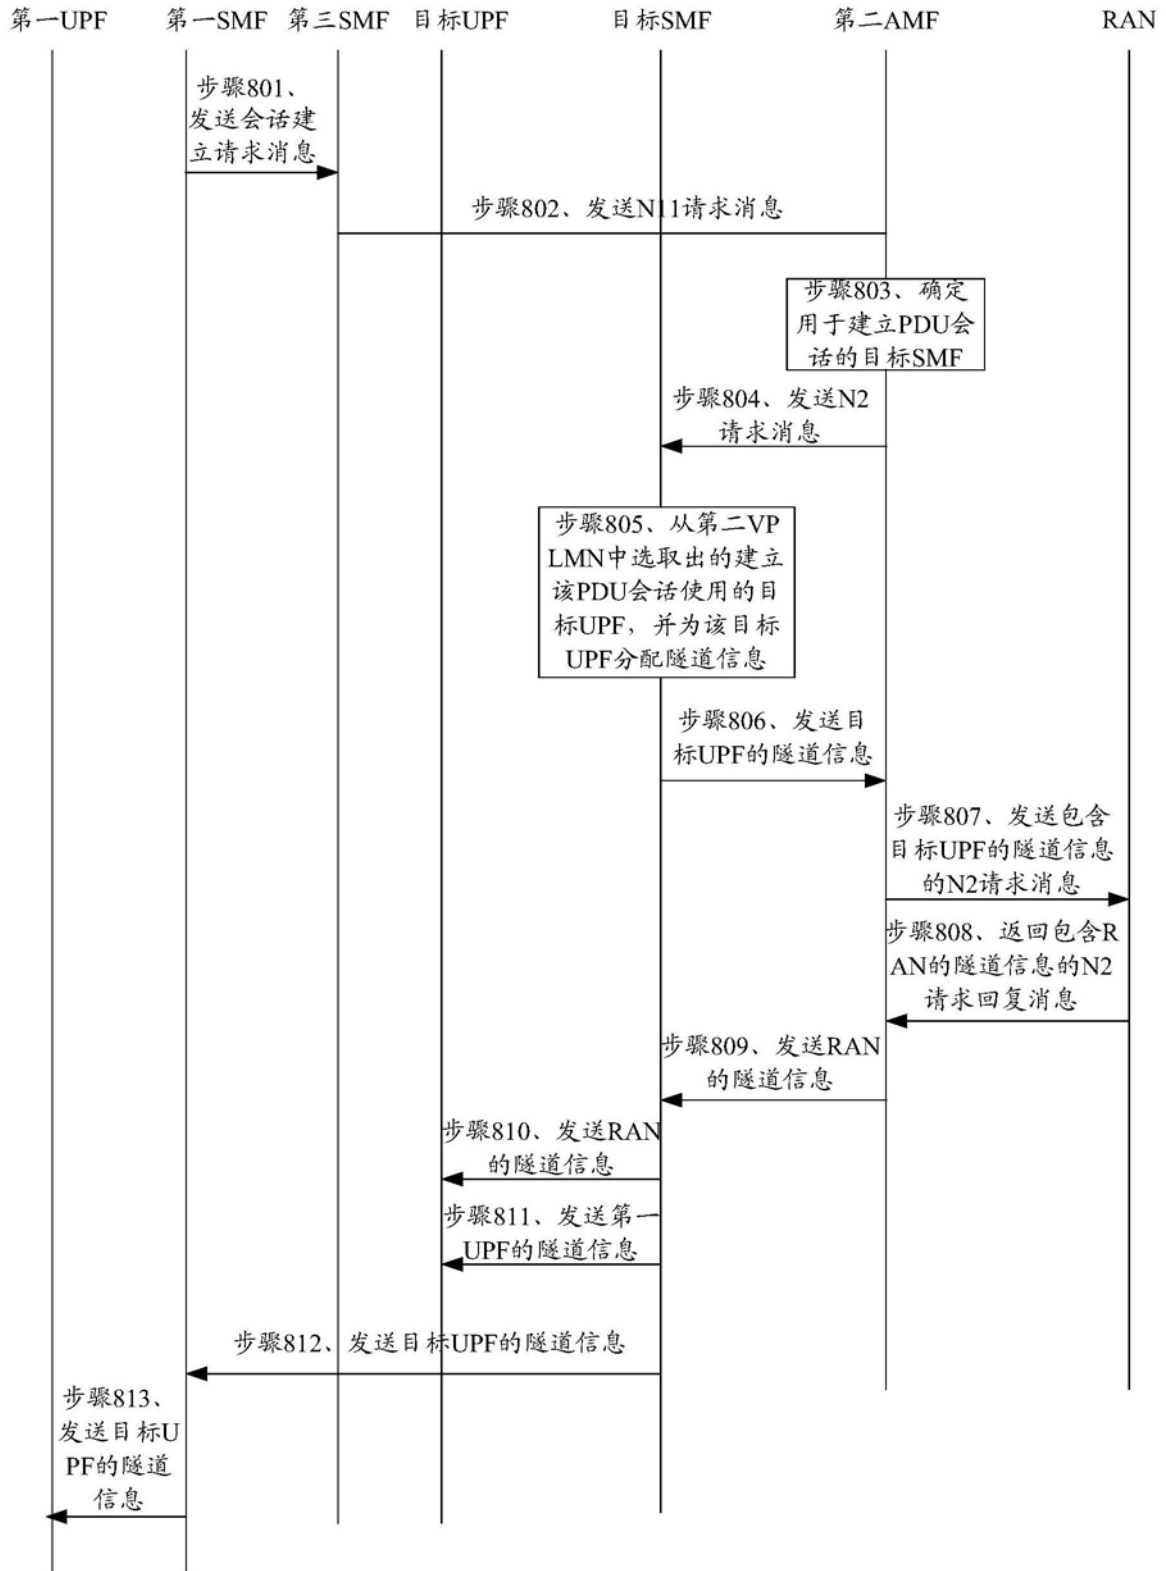 第一UPF 第一SMF 第三SMF 目标UPF 目标SMF 第二AMF RAN
步骤801、
发送会话建
立请求消息
步骤802、发送N11请求消息
步骤803、确定
用于建立PDU会
话的目标SMF
步骤804、发送N2
请求消息
步骤805、从第二VP
LMN中选取出的建立
该PDU会话使用的目
标UPF，并为该目标
UPF分配隧道信息
步骤806、发送目
标UPF的隧道信息
步骤807、发送包含
目标UPF的隧道信息
的N2请求消息
步骤808、返回包含R
AN的隧道信息的N2
请求回复消息
步骤809、发送RAN
的隧道信息
步骤810、发送RAN
的隧道信息
步骤811、发送第一
UPF的隧道信息
步骤812、发送目标UPF的隧道信息
步骤813、
发送目标U
PF的隧道
信息